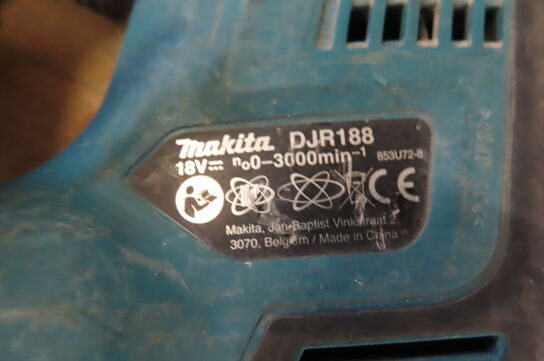 makita DJR188
18V⎓ n₀0-3000min⁻¹ 853U72-8
CE
Makita, Jan-Baptist Vinkstraat 2,
3070, Belgium / Made in China